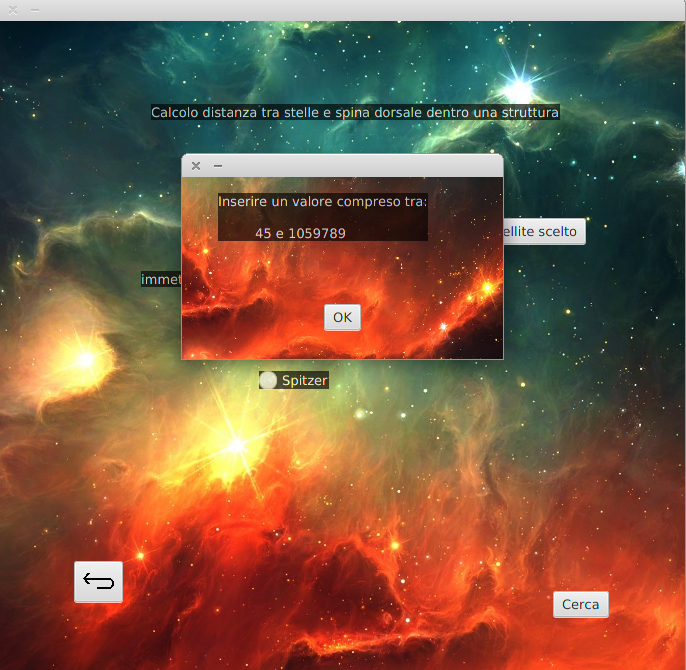 Calcolo distanza tra stelle e spina dorsale dentro una struttura
Inserire un valore compreso tra:
45 e 1059789
ellite scelto
immet
OK
Spitzer
Cerca